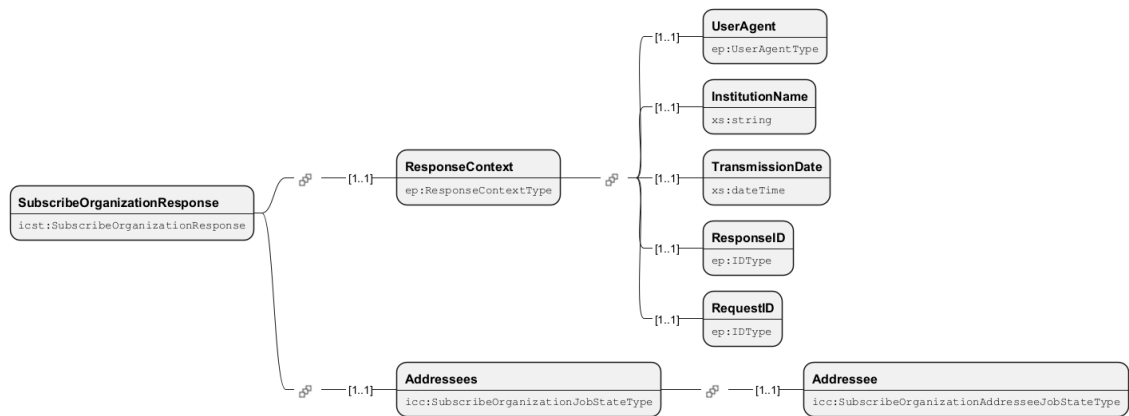 UserAgent
[1..1]
ep:UserAgentType
InstitutionName
[1..1]
xs:string
TransmissionDate
ResponseContext
[1..1]
[1..1]
ep:ResponseContextType
xs:dateTime
SubscribeOrganizationResponse
icst:SubscribeOrganizationResponse
ResponseID
[1..1]
ep:IDType
RequestID
[1..1]
ep:IDType
Addressees
Addressee
[1..1]
[1..1]
icc:SubscribeOrganizationJobStateType
icc:SubscribeOrganizationAddresseeJobStateType